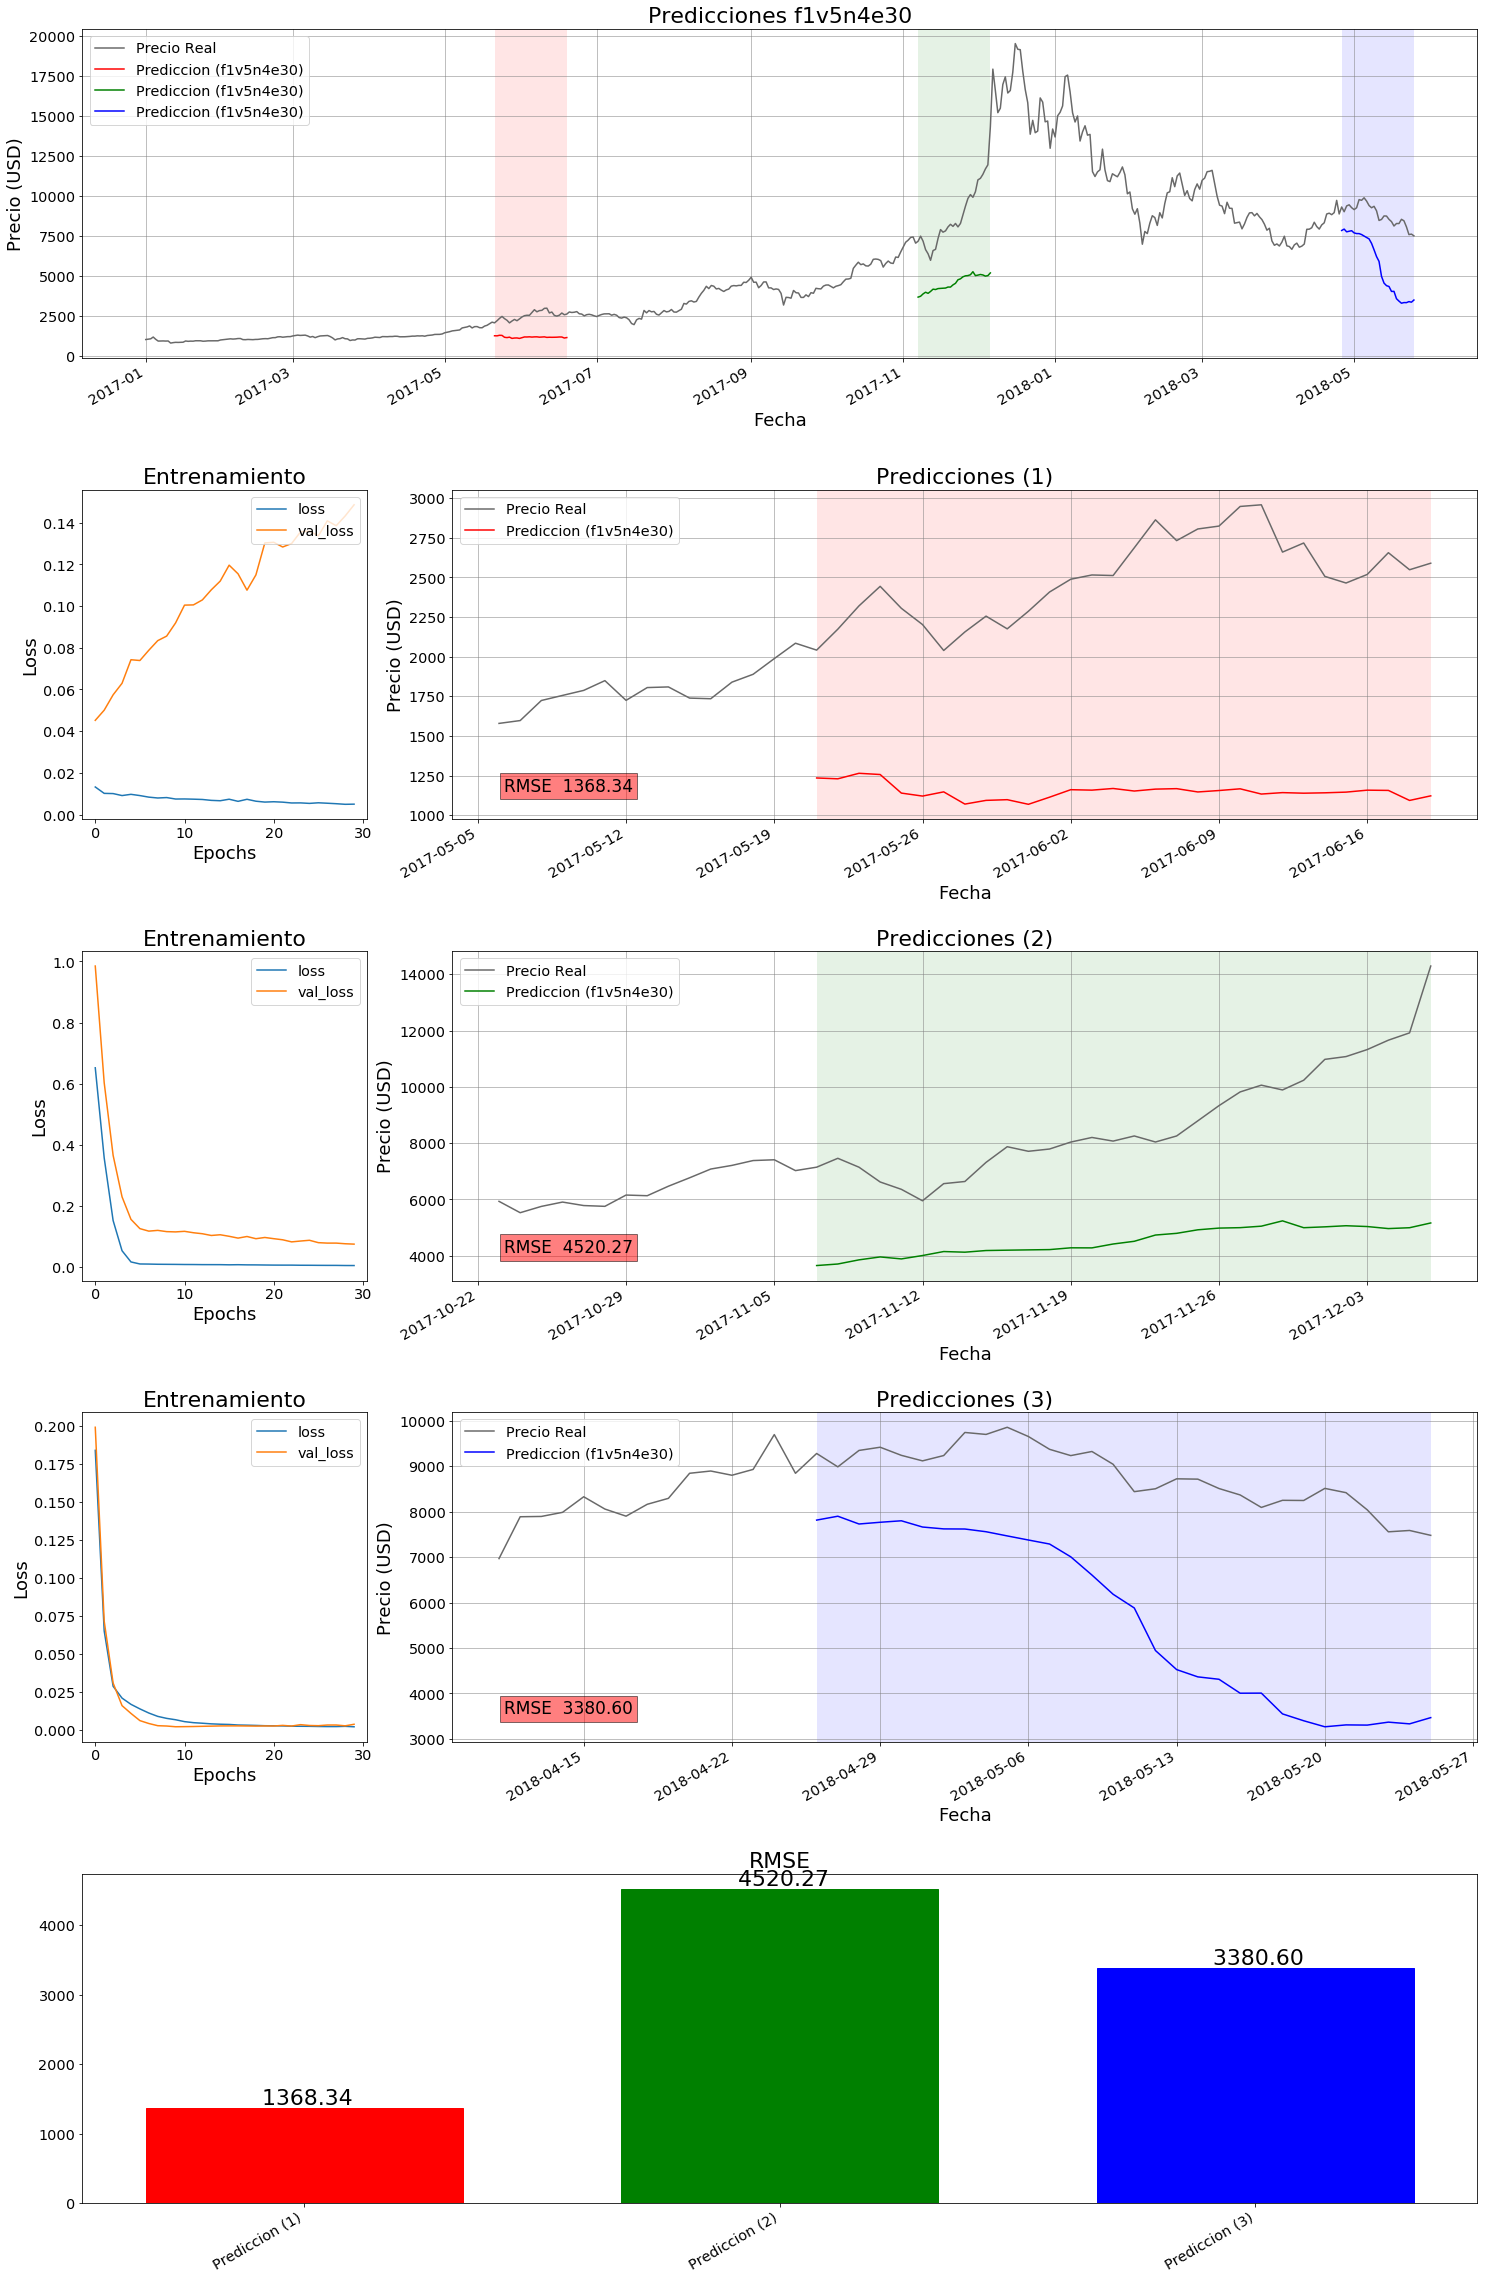 Predicciones f1v5n4e30
Precio Real
Prediccion (f1v5n4e30)
Prediccion (f1v5n4e30)
Prediccion (f1v5n4e30)
Precio (USD)
20000
17500
15000
12500
10000
7500
5000
2500
0
2017-01
2017-03
2017-05
2017-07
2017-09
2017-11
2018-01
2018-03
2018-05
Fecha
Entrenamiento
loss
val_loss
Loss
0.14
0.12
0.10
0.08
0.06
0.04
0.02
0.00
0
10
20
30
Epochs
Predicciones (1)
Precio Real
Prediccion (f1v5n4e30)
Precio (USD)
3000
2750
2500
2250
2000
1750
1500
1250
1000
RMSE 1368.34
2017-05-05
2017-05-12
2017-05-19
2017-05-26
2017-06-02
2017-06-09
2017-06-16
Fecha
Entrenamiento
loss
val_loss
Loss
1.0
0.8
0.6
0.4
0.2
0.0
0
10
20
30
Epochs
Predicciones (2)
Precio Real
Prediccion (f1v5n4e30)
Precio (USD)
14000
12000
10000
8000
6000
4000
RMSE 4520.27
2017-10-22
2017-10-29
2017-11-05
2017-11-12
2017-11-19
2017-11-26
2017-12-03
Fecha
Entrenamiento
loss
val_loss
Loss
0.200
0.175
0.150
0.125
0.100
0.075
0.050
0.025
0.000
0
10
20
30
Epochs
Predicciones (3)
Precio Real
Prediccion (f1v5n4e30)
Precio (USD)
10000
9000
8000
7000
6000
5000
4000
3000
RMSE 3380.60
2018-04-15
2018-04-22
2018-04-29
2018-05-06
2018-05-13
2018-05-20
2018-05-27
Fecha
RMSE
4520.27
3380.60
1368.34
4000
3000
2000
1000
0
Prediccion (1)
Prediccion (2)
Prediccion (3)